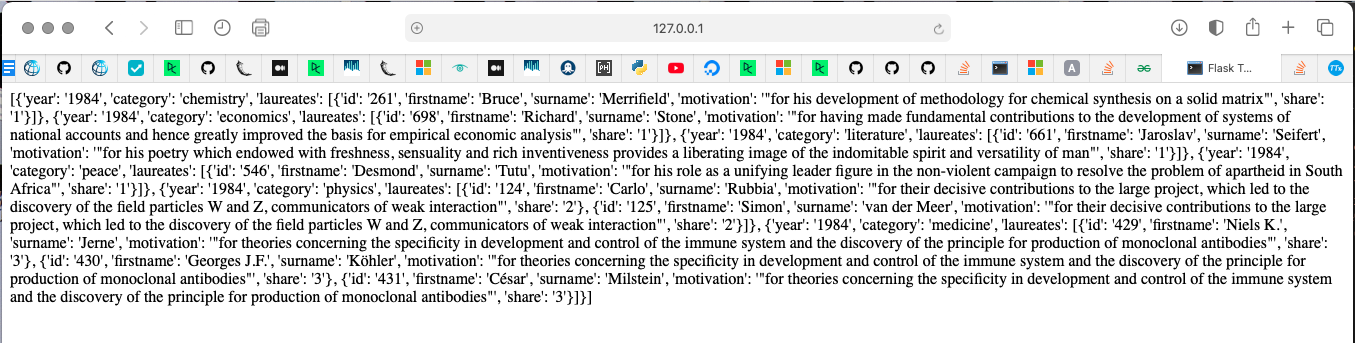 127.0.0.1
Flask T...
[{'year': '1984', 'category': 'chemistry', 'laureates': [{'id': '261', 'firstname': 'Bruce', 'surname': 'Merrifield', 'motivation': '"for his development of methodology for chemical synthesis on a solid matrix"', 'share':
'1'}]}, {'year': '1984', 'category': 'economics', 'laureates': [{'id': '698', 'firstname': 'Richard', 'surname': 'Stone', 'motivation': '"for having made fundamental contributions to the development of systems of
national accounts and hence greatly improved the basis for empirical economic analysis"', 'share': '1'}]}, {'year': '1984', 'category': 'literature', 'laureates': [{'id': '661', 'firstname': 'Jaroslav', 'surname': 'Seifert',
'motivation': '"for his poetry which endowed with freshness, sensuality and rich inventiveness provides a liberating image of the indomitable spirit and versatility of man"', 'share': '1'}]}, {'year': '1984',
'category': 'peace', 'laureates': [{'id': '546', 'firstname': 'Desmond', 'surname': 'Tutu', 'motivation': '"for his role as a unifying leader figure in the non-violent campaign to resolve the problem of apartheid in South
Africa"', 'share': '1'}]}, {'year': '1984', 'category': 'physics', 'laureates': [{'id': '124', 'firstname': 'Carlo', 'surname': 'Rubbia', 'motivation': '"for their decisive contributions to the large project, which led to the
discovery of the field particles W and Z, communicators of weak interaction"', 'share': '2'}, {'id': '125', 'firstname': 'Simon', 'surname': 'van der Meer', 'motivation': '"for their decisive contributions to the large
project, which led to the discovery of the field particles W and Z, communicators of weak interaction"', 'share': '2'}]}, {'year': '1984', 'category': 'medicine', 'laureates': [{'id': '429', 'firstname': 'Niels K.',
'surname': 'Jerne', 'motivation': '"for theories concerning the specificity in development and control of the immune system and the discovery of the principle for production of monoclonal antibodies"', 'share':
'3'}, {'id': '430', 'firstname': 'Georges J.F.', 'surname': 'Köhler', 'motivation': '"for theories concerning the specificity in development and control of the immune system and the discovery of the principle for
production of monoclonal antibodies"', 'share': '3'}, {'id': '431', 'firstname': 'César', 'surname': 'Milstein', 'motivation': '"for theories concerning the specificity in development and control of the immune system
and the discovery of the principle for production of monoclonal antibodies"', 'share': '3'}]}]